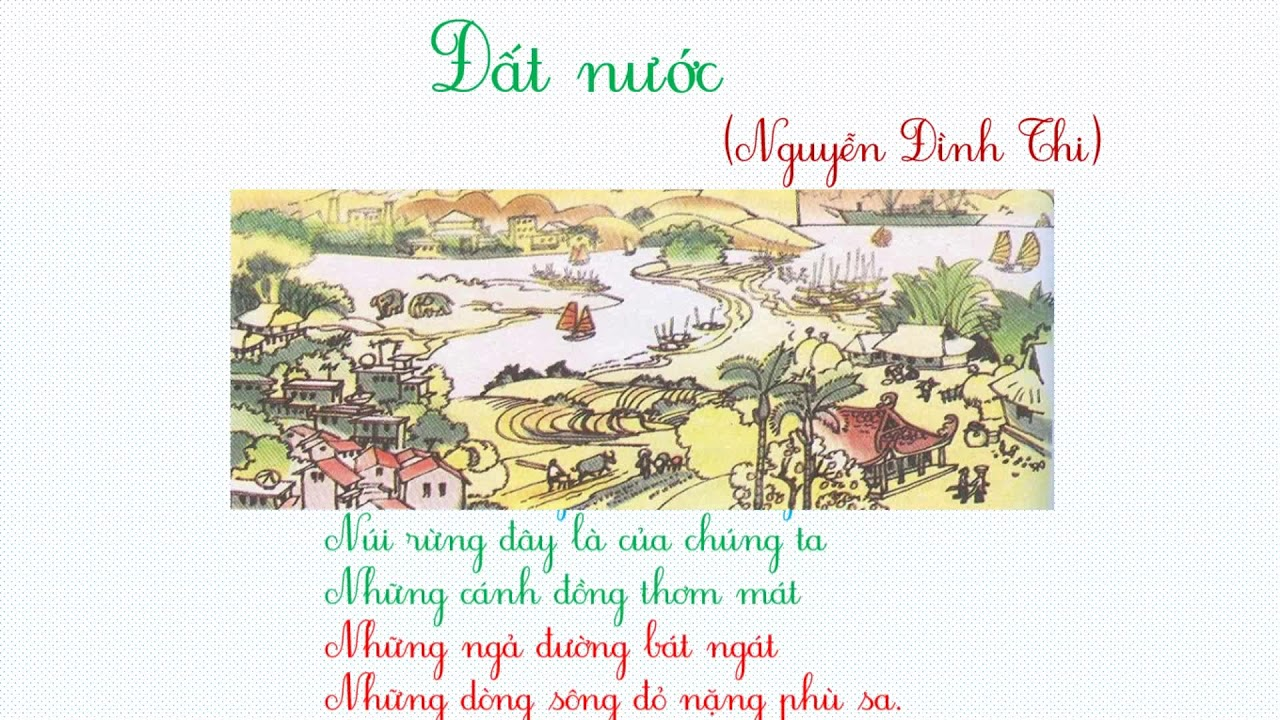 Đất nước
(Nguyễn Đình Thi)
Núi rừng đây là của chúng ta
Những cánh đồng thơm mát
Những ngả đường bát ngát
Những dòng sông đỏ nặng phù sa.